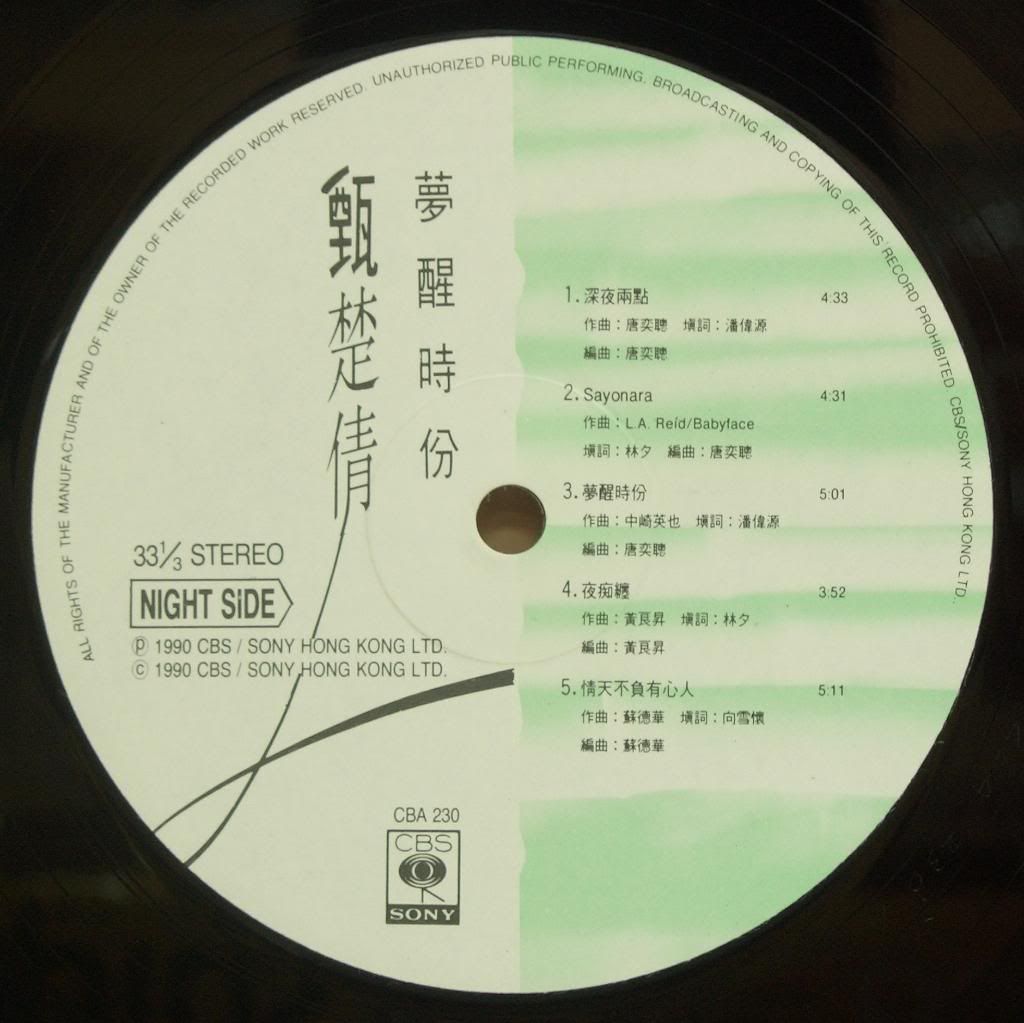 ALL RIGHTS OF THE MANUFACTURER AND OF THE OWNER OF THE RECORDED WORK RESERVED. UNAUTHORIZED PUBLIC PERFORMING. BROADCASTING AND COPYING OF THIS RECORD PROHIBITED. CBS/SONY HONG KONG LTD.
夢醒時份
甄楚倩
33⅓ STEREO
NIGHT SiDE
Ⓟ 1990 CBS / SONY HONG KONG LTD.
© 1990 CBS / SONY HONG KONG LTD.
CBA 230
CBS
SONY
1. 深夜兩點 4:33
作曲：唐奕聰 填詞：潘偉源
編曲：唐奕聰
2. Sayonara 4:31
作曲：L.A. Reid/Babyface
填詞：林夕 編曲：唐奕聰
3. 夢醒時份 5:01
作曲：中崎英也 填詞：潘偉源
編曲：唐奕聰
4. 夜痴纏 3:52
作曲：黃良昇 填詞：林夕
編曲：黃良昇
5. 情天不負有心人 5:11
作曲：蘇德華 填詞：向雪懷
編曲：蘇德華